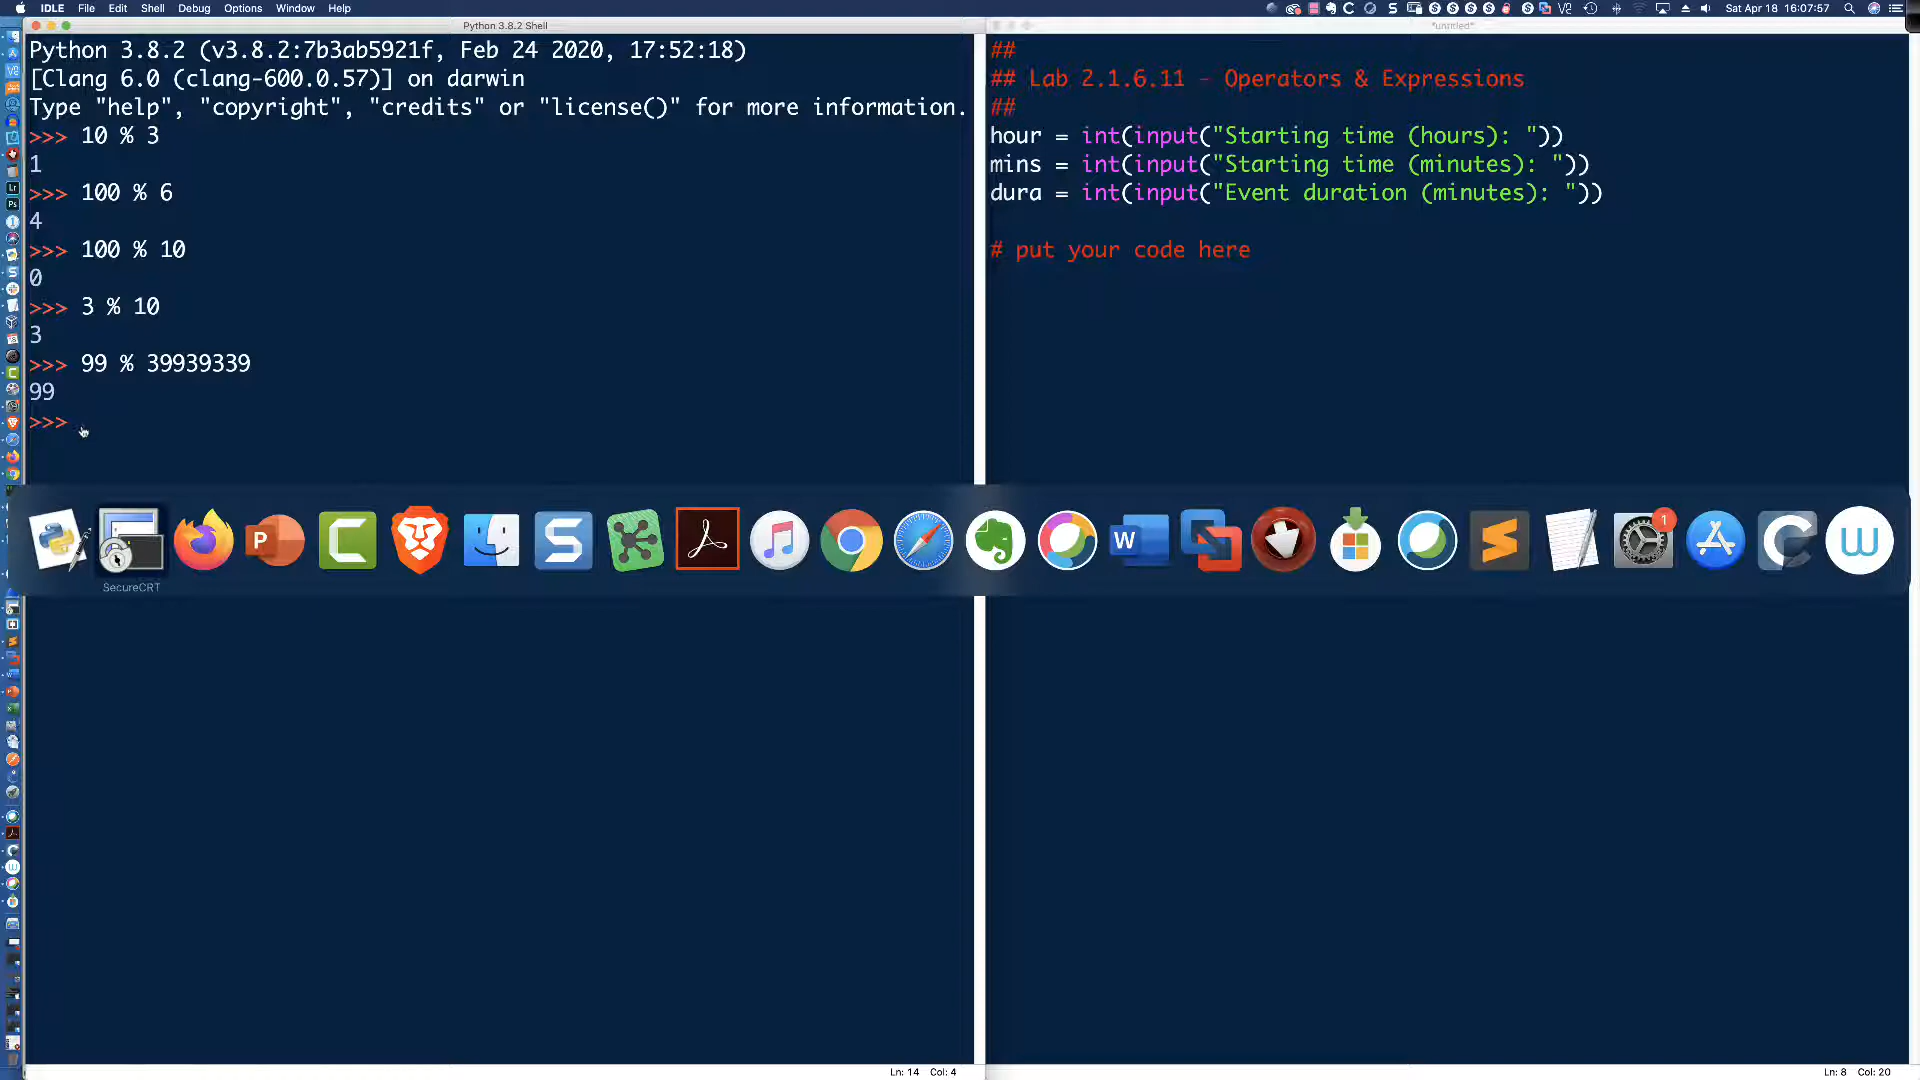 IDLE File Edit Shell Debug Options Window Help
Sat Apr 18 16:07:57
Python 3.8.2 Shell
Python 3.8.2 (v3.8.2:7b3ab5921f, Feb 24 2020, 17:52:18)
[Clang 6.0 (clang-600.0.57)] on darwin
Type "help", "copyright", "credits" or "license()" for more information.
>>> 10 % 3
1
>>> 100 % 6
4
>>> 100 % 10
0
>>> 3 % 10
3
>>> 99 % 39939339
99
>>>
*untitled*
##
## Lab 2.1.6.11 - Operators & Expressions
##
hour = int(input("Starting time (hours): "))
mins = int(input("Starting time (minutes): "))
dura = int(input("Event duration (minutes): "))
# put your code here
P
C
S
W
1
C
W
SecureCRT
Ln: 14 Col: 4
Ln: 8 Col: 20